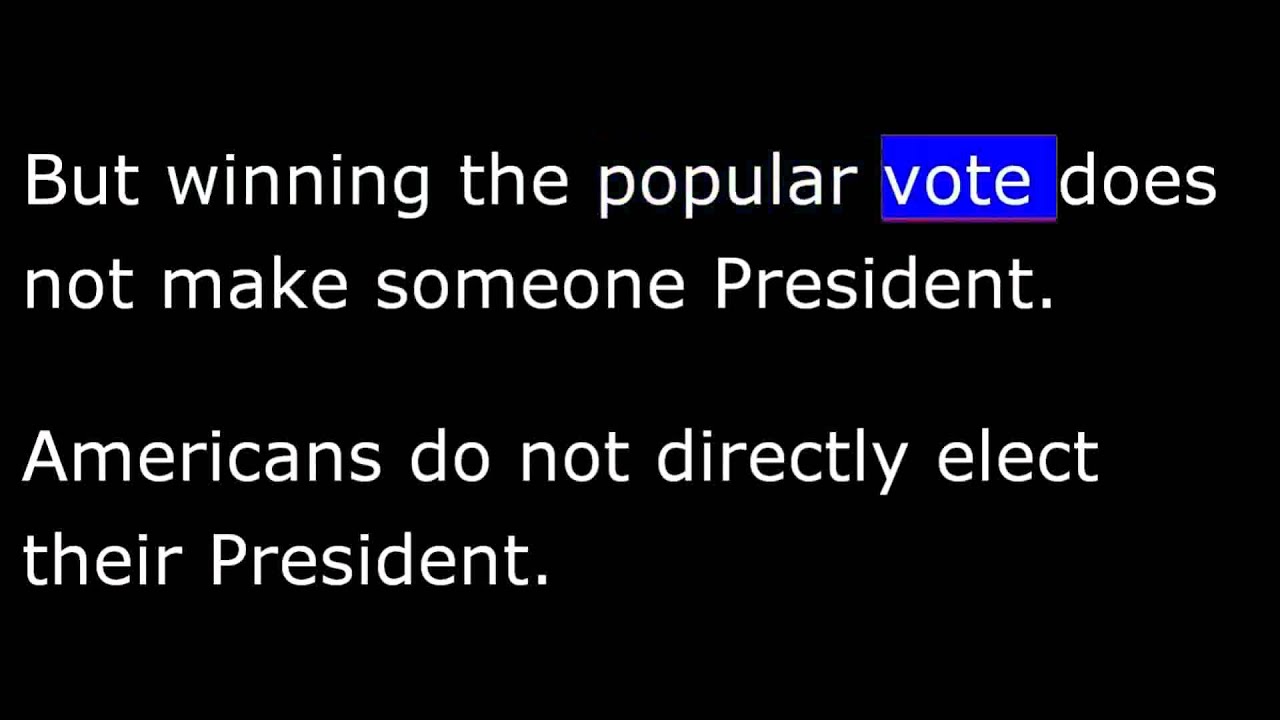 But winning the popular vote does
not make someone President.
Americans do not directly elect
their President.